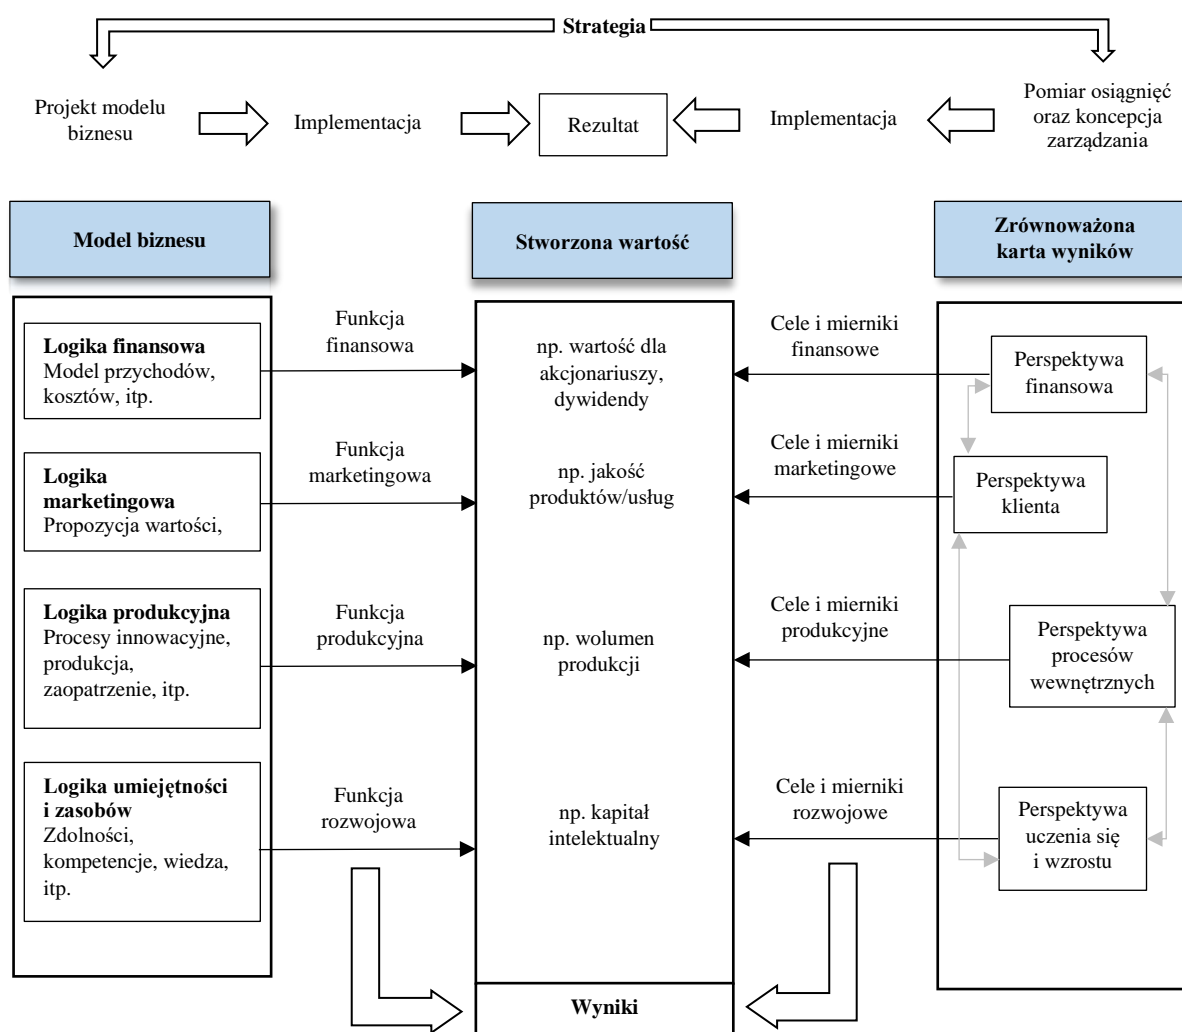 Strategia
Projekt modelu
biznesu
Implementacja
Rezultat
Implementacja
Pomiar osiągnięć
oraz koncepcja
zarządzania
Model biznesu
Stworzona wartość
Zrównoważona
karta wyników
Logika finansowa
Model przychodów,
kosztów, itp.
Funkcja
finansowa
np. wartość dla
akcjonariuszy,
dywidendy
Cele i mierniki
finansowe
Perspektywa
finansowa
Logika
marketingowa
Propozycja wartości,
Funkcja
marketingowa
np. jakość
produktów/usług
Cele i mierniki
marketingowe
Perspektywa
klienta
Logika produkcyjna
Procesy innowacyjne,
produkcja,
zaopatrzenie, itp.
Funkcja
produkcyjna
np. wolumen
produkcji
Cele i mierniki
produkcyjne
Perspektywa
procesów
wewnętrznych
Logika umiejętności
i zasobów
Zdolności,
kompetencje, wiedza,
itp.
Funkcja
rozwojowa
np. kapitał
intelektualny
Cele i mierniki
rozwojowe
Perspektywa
uczenia się
i wzrostu
Wyniki